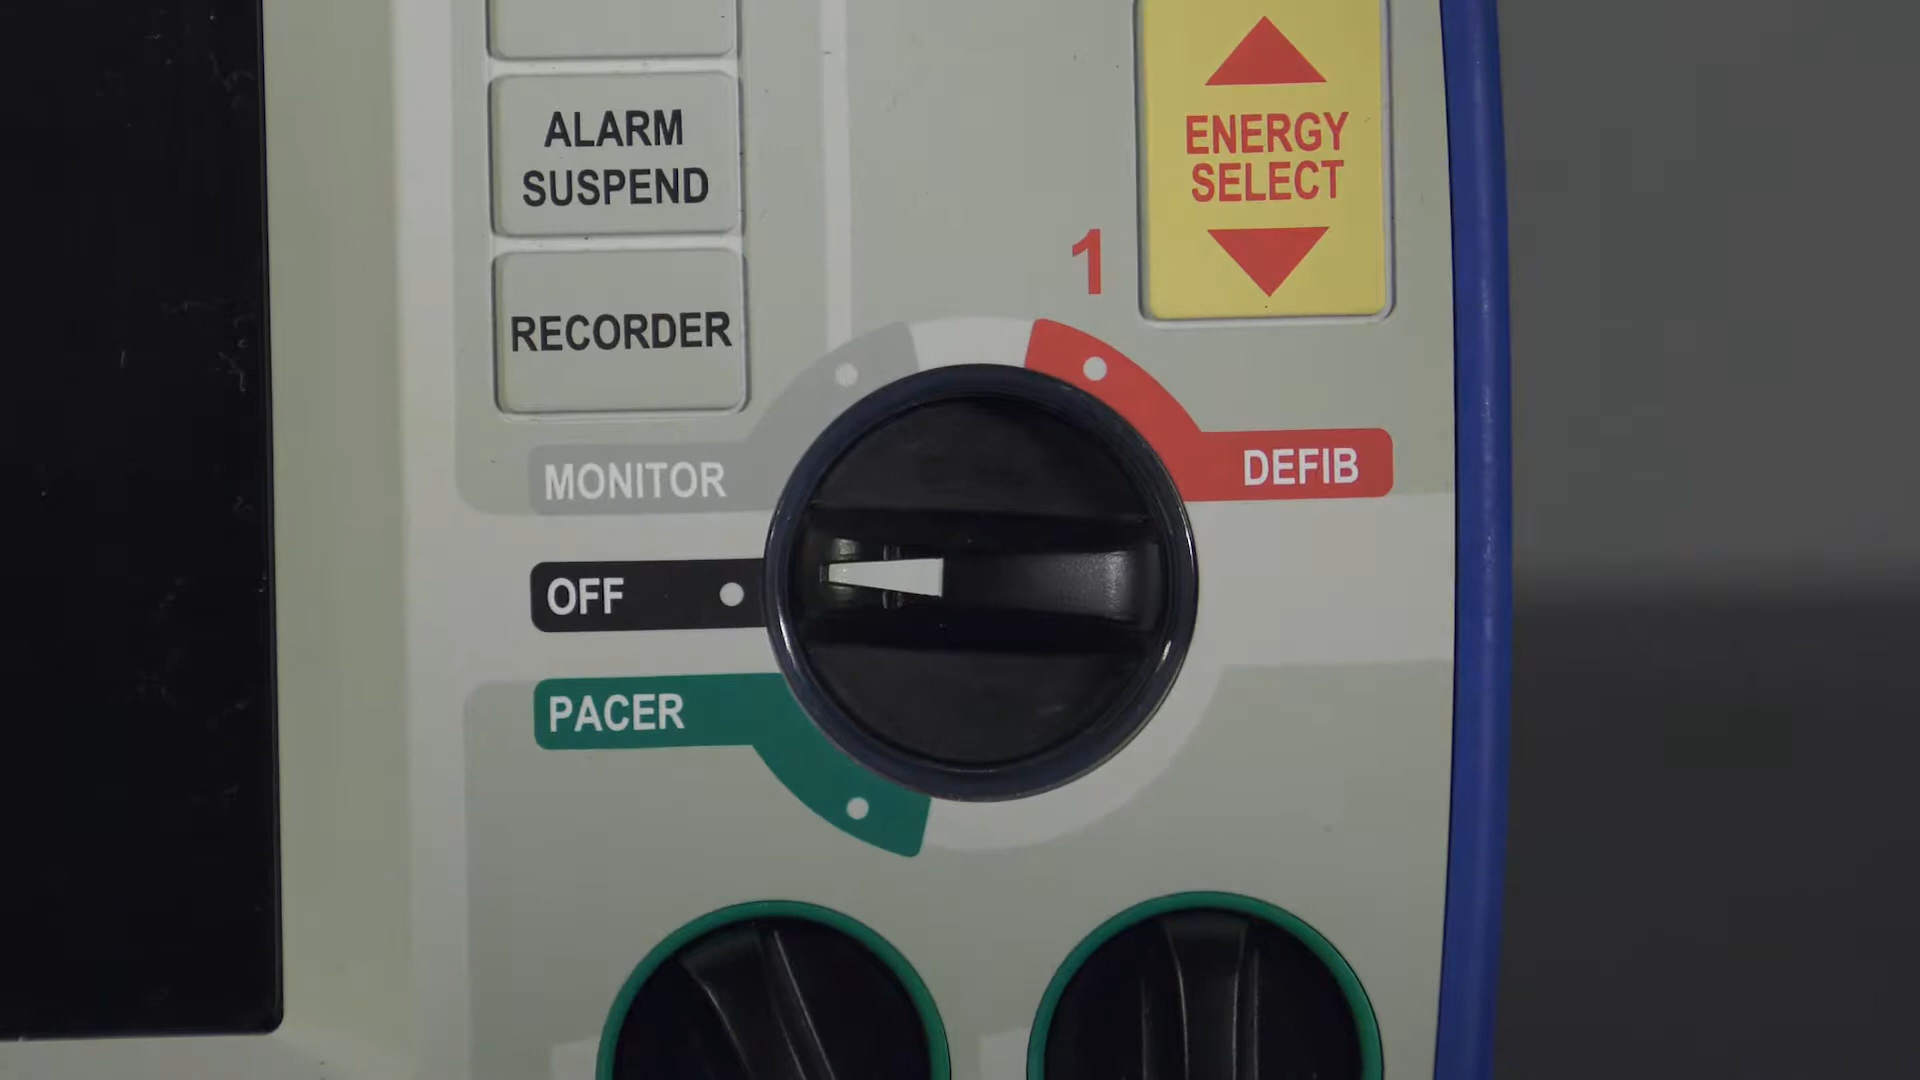 ALARM
SUSPEND
RECORDER
ENERGY
SELECT
1
MONITOR
DEFIB
OFF
PACER